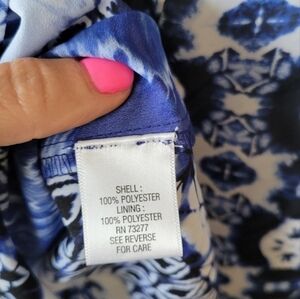 SHELL :
100% POLYESTER
LINING :
100% POLYESTER
RN 73277
SEE REVERSE
FOR CARE